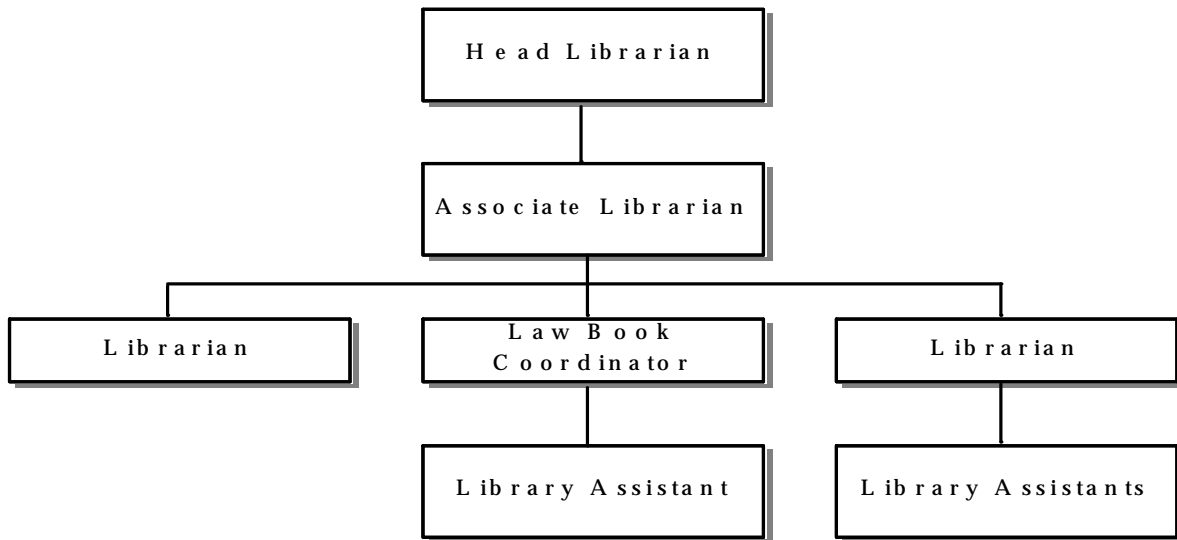 Head Librarian
Associate Librarian
Librarian
Law Book
Coordinator
Librarian
Library Assistant
Library Assistants